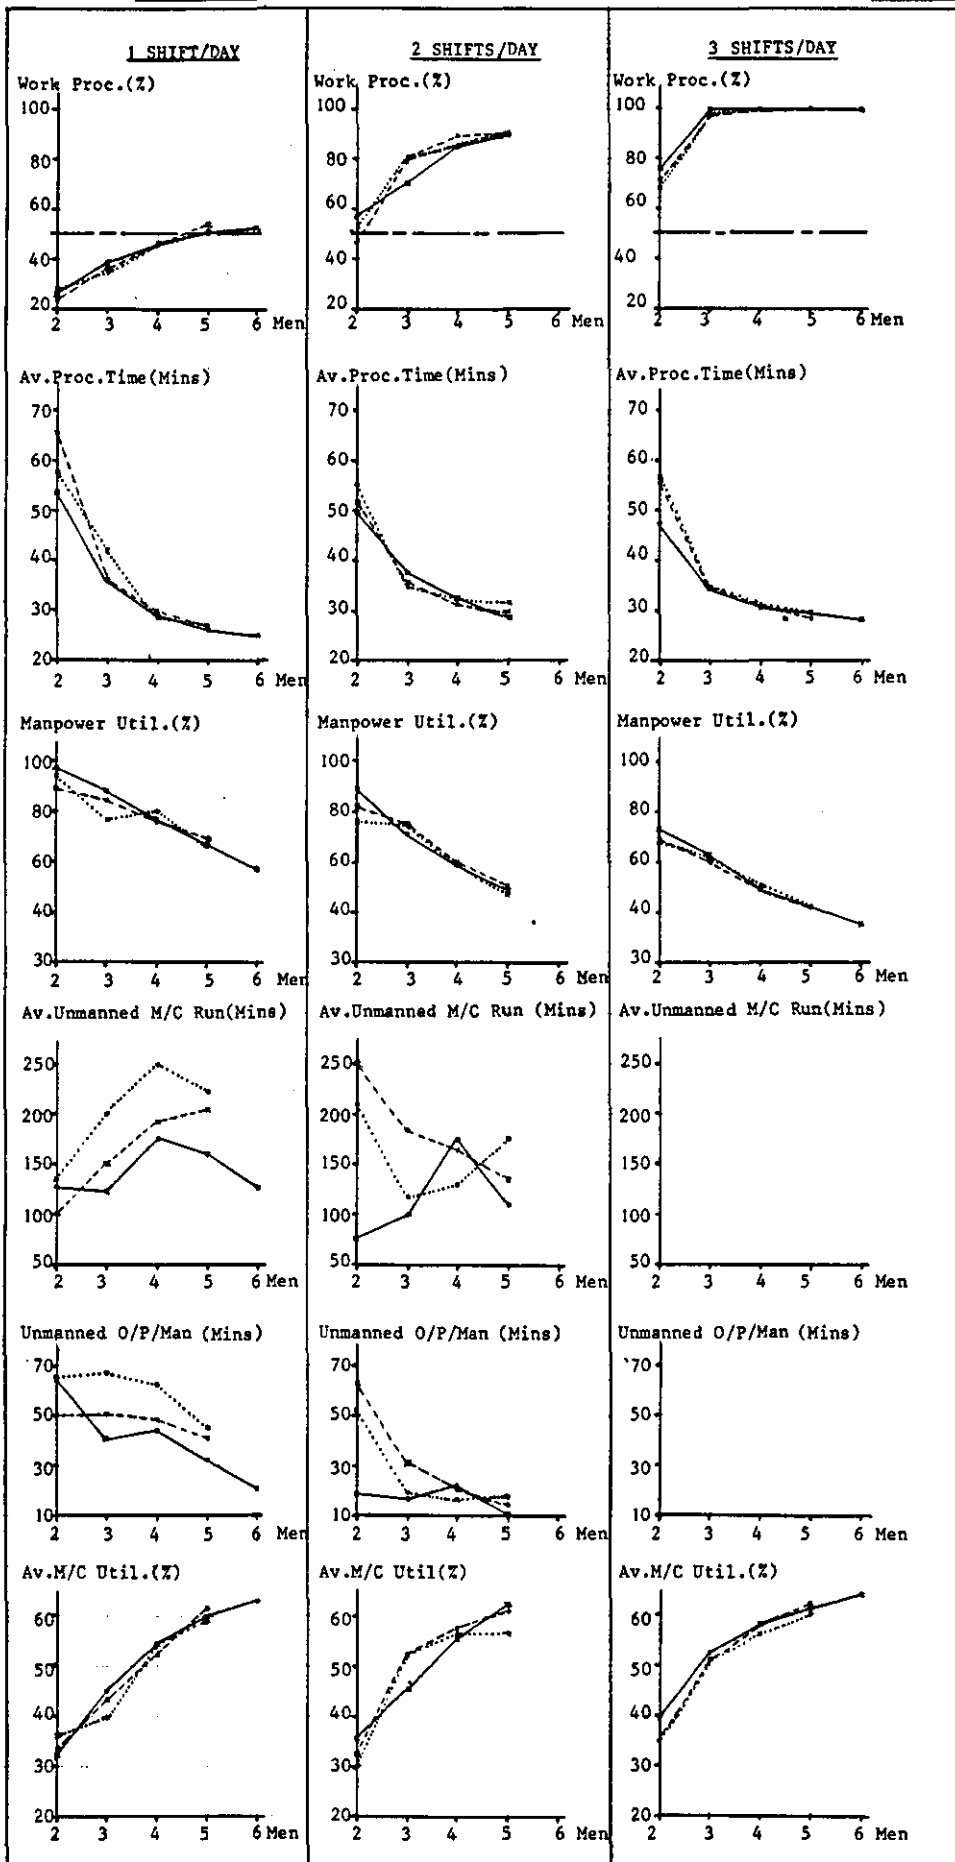 1 SHIFT/DAY 2 SHIFTS/DAY 3 SHIFTS/DAY
Work Proc.(%) Work Proc.(%) Work Proc.(%)
100 100 100
80 80 80
60 60 60
40 40 40
20 20 20
2 3 4 5 6 Men 2 3 4 5 6 Men 2 3 4 5 6 Men
Av.Proc.Time(Mins) Av.Proc.Time(Mins) Av.Proc.Time(Mins)
70 70 70
60 60 60
50 50 50
40 40 40
30 30 30
20 20 20
2 3 4 5 6 Men 2 3 4 5 6 Men 2 3 4 5 6 Men
Manpower Util.(%) Manpower Util.(%) Manpower Util.(%)
100 100 100
80 80 80
60 60 60
40 40 40
30 30 30
2 3 4 5 6 Men 2 3 4 5 6 Men 2 3 4 5 6 Men
Av.Unmanned M/C Run(Mins) Av.Unmanned M/C Run (Mins) Av.Unmanned M/C Run(Mins)
250 250 250
200 200 200
150 150 150
100 100 100
50 50 50
2 3 4 5 6 Men 2 3 4 5 6 Men 2 3 4 5 6 Men
Unmanned O/P/Man (Mins) Unmanned O/P/Man (Mins) Unmanned O/P/Man (Mins)
70 70 70
50 50 50
30 30 30
10 10 10
2 3 4 5 6 Men 2 3 4 5 6 Men 2 3 4 5 6 Men
Av.M/C Util.(%) Av.M/C Util(%) Av.M/C Util.(%)
60 60 60
50 50 50
40 40 40
30 30 30
20 20 20
2 3 4 5 6 Men 2 3 4 5 6 Men 2 3 4 5 6 Men